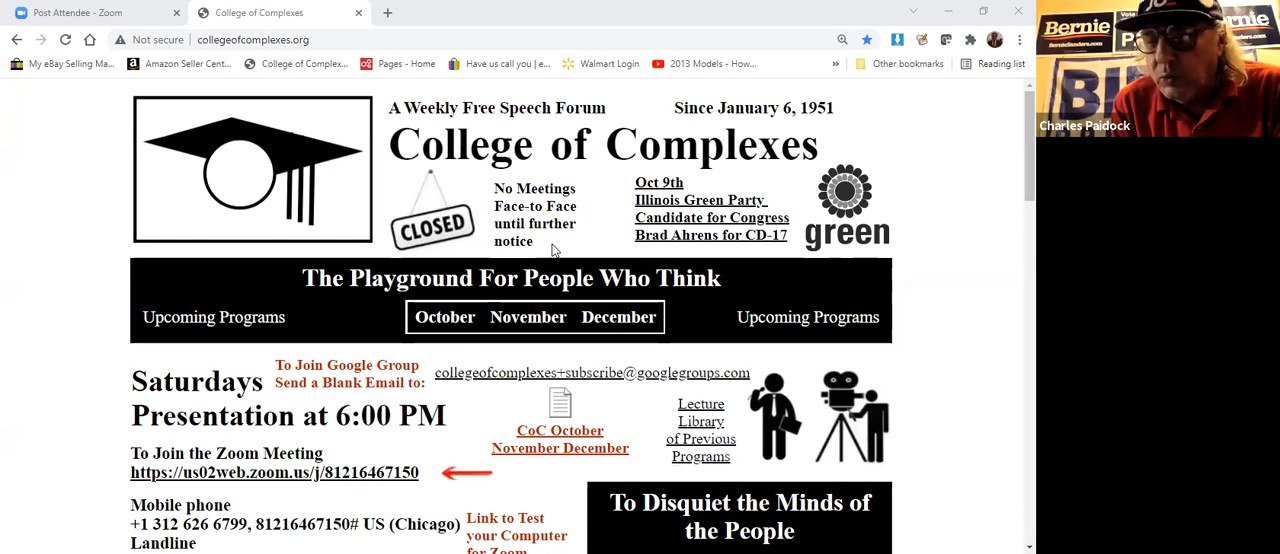 Post Attendee - Zoom
College of Complexes
Not secure
collegeofcomplexes.org
My eBay Selling Ma...
Amazon Seller Cent...
College of Complex...
Pages - Home
Have us call you | e...
Walmart Login
2013 Models - How...
»
Other bookmarks
Reading list
Bernie
Berniesanders.com
Vote
Charles Paidock
A Weekly Free Speech Forum
Since January 6, 1951
College of Complexes
CLOSED
No Meetings
Face-to Face
until further
notice
Oct 9th
Illinois Green Party
Candidate for Congress
Brad Ahrens for CD-17
green
The Playground For People Who Think
Upcoming Programs
October November December
Upcoming Programs
Saturdays
Presentation at 6:00 PM
To Join Google Group
Send a Blank Email to:
collegeofcomplexes+subscribe@googlegroups.com
CoC October
November December
Lecture
Library
of Previous
Programs
To Join the Zoom Meeting
https://us02web.zoom.us/j/81216467150
Mobile phone
+1 312 626 6799, 81216467150# US (Chicago)
Landline
Link to Test
your Computer
for Zoom
To Disquiet the Minds of
the People